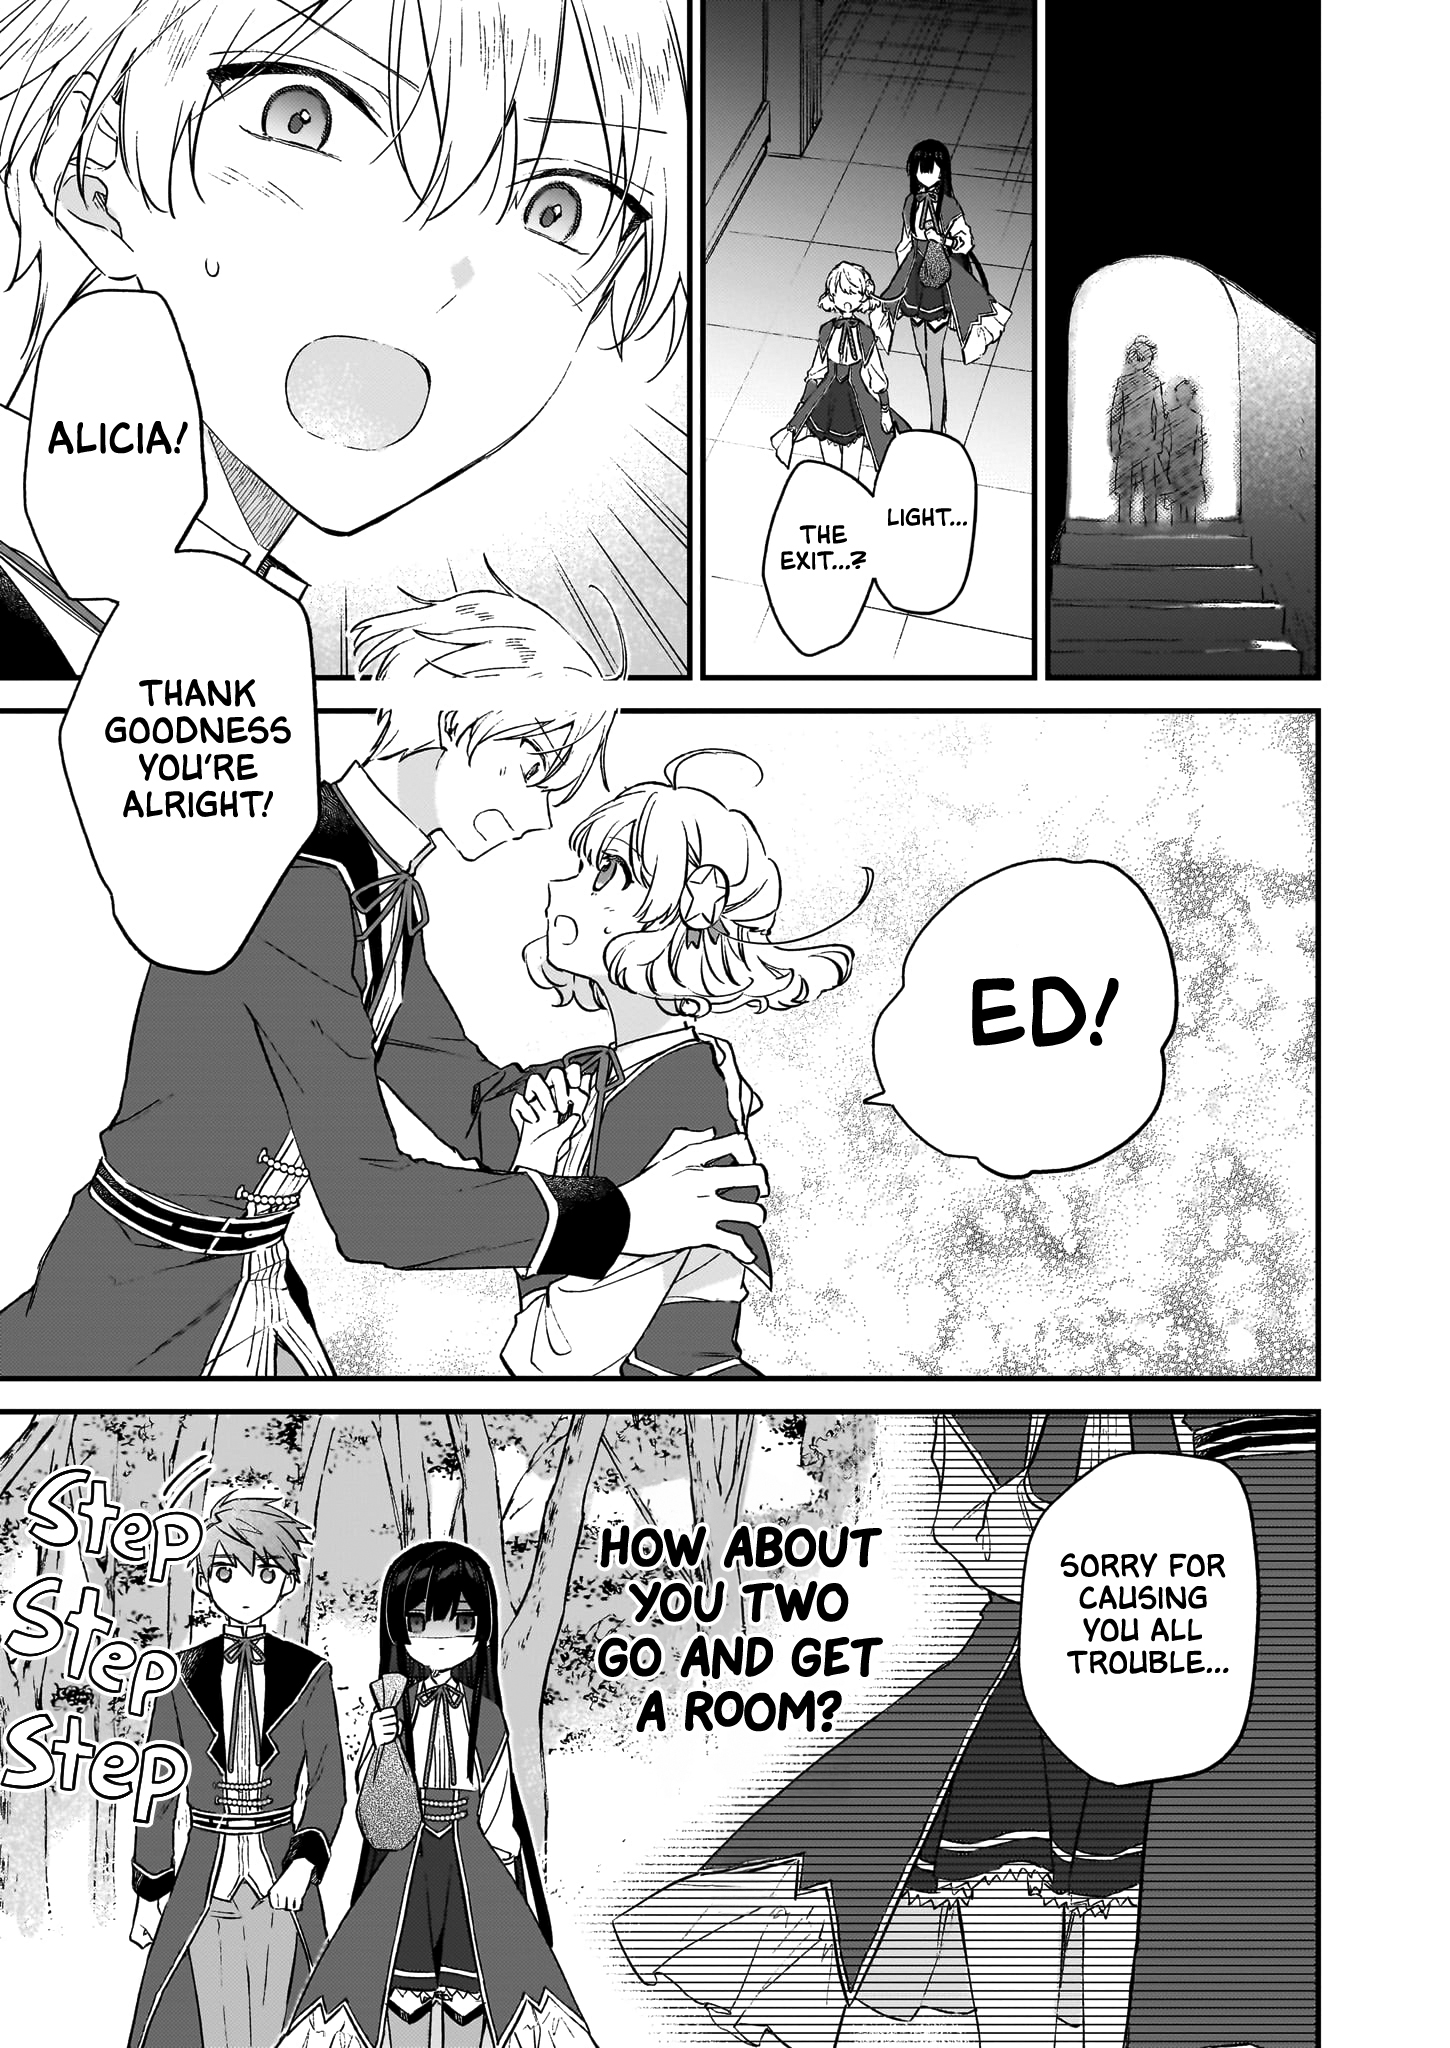 LIGHT...
THE
EXIT...?
ALICIA!
THANK
GOODNESS
YOU'RE
ALRIGHT!
ED!
SORRY FOR
CAUSING
YOU ALL
TROUBLE...
HOW ABOUT
YOU TWO
GO AND GET
A ROOM?
Step
Step
Step